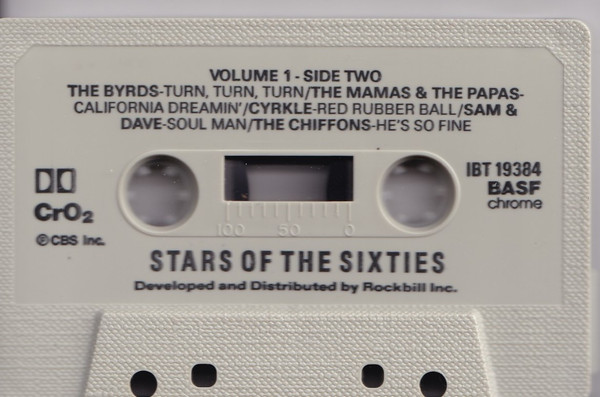 VOLUME 1 - SIDE TWO
THE BYRDS-TURN, TURN, TURN/THE MAMAS & THE PAPAS-
CALIFORNIA DREAMIN'/CYRKLE-RED RUBBER BALL/SAM &
DAVE-SOUL MAN/THE CHIFFONS-HE'S SO FINE
IBT 19384
BASF
chrome
CrO₂
℗CBS Inc.
100 50 0
STARS OF THE SIXTIES
Developed and Distributed by Rockbill Inc.